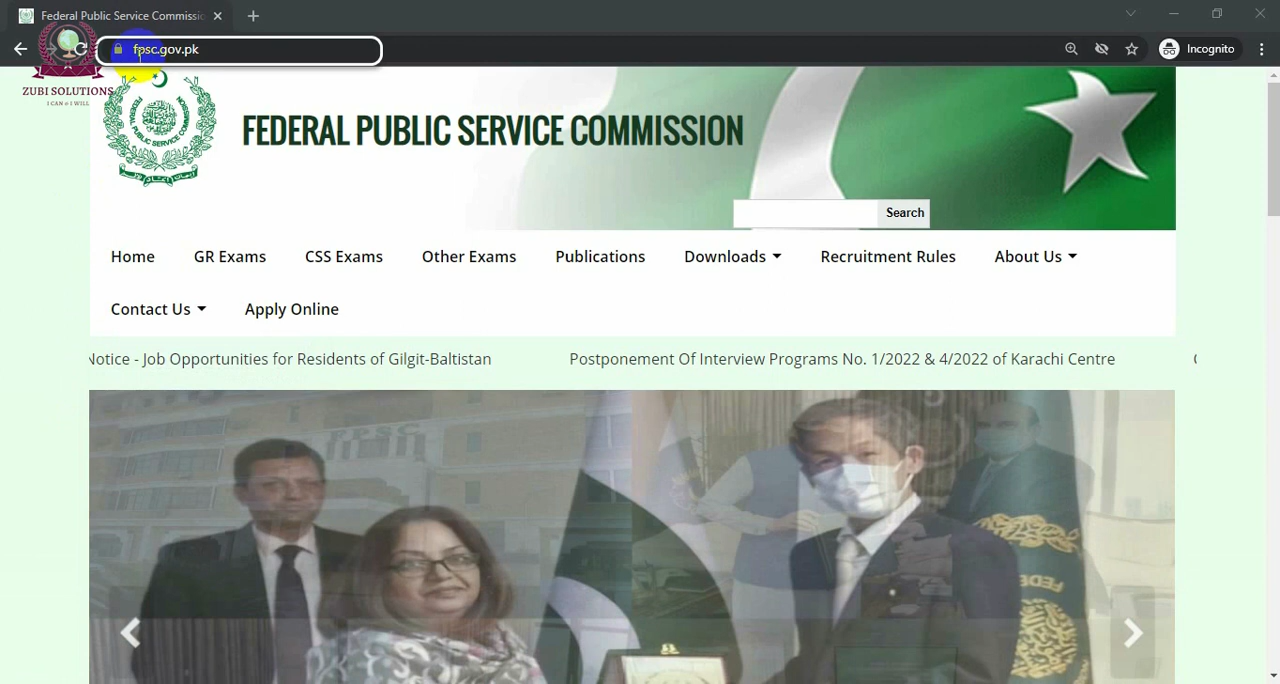 Federal Public Service Commissio
fpsc.gov.pk
Incognito
ZUBI SOLUTIONS
I CAN & I WILL
FEDERAL PUBLIC SERVICE COMMISSION
Search
Home GR Exams CSS Exams Other Exams Publications Downloads Recruitment Rules About Us
Contact Us Apply Online
Notice - Job Opportunities for Residents of Gilgit-Baltistan Postponement Of Interview Programs No. 1/2022 & 4/2022 of Karachi Centre
FPSC